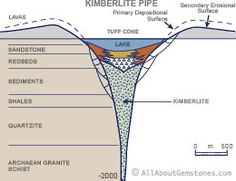 KIMBERLITE PIPE
LAVAS
Primary Depositional
Surface
Secondary Erosional
Surface
TUFF CONE
LAKE
SANDSTONE
REDBEDS
SEDIMENTS
SHALES
KIMBERLITE
QUARTZITE
m
0
500
ARCHAEAN GRANITE
SCHIST
-2000
©AllAboutGemstones.com